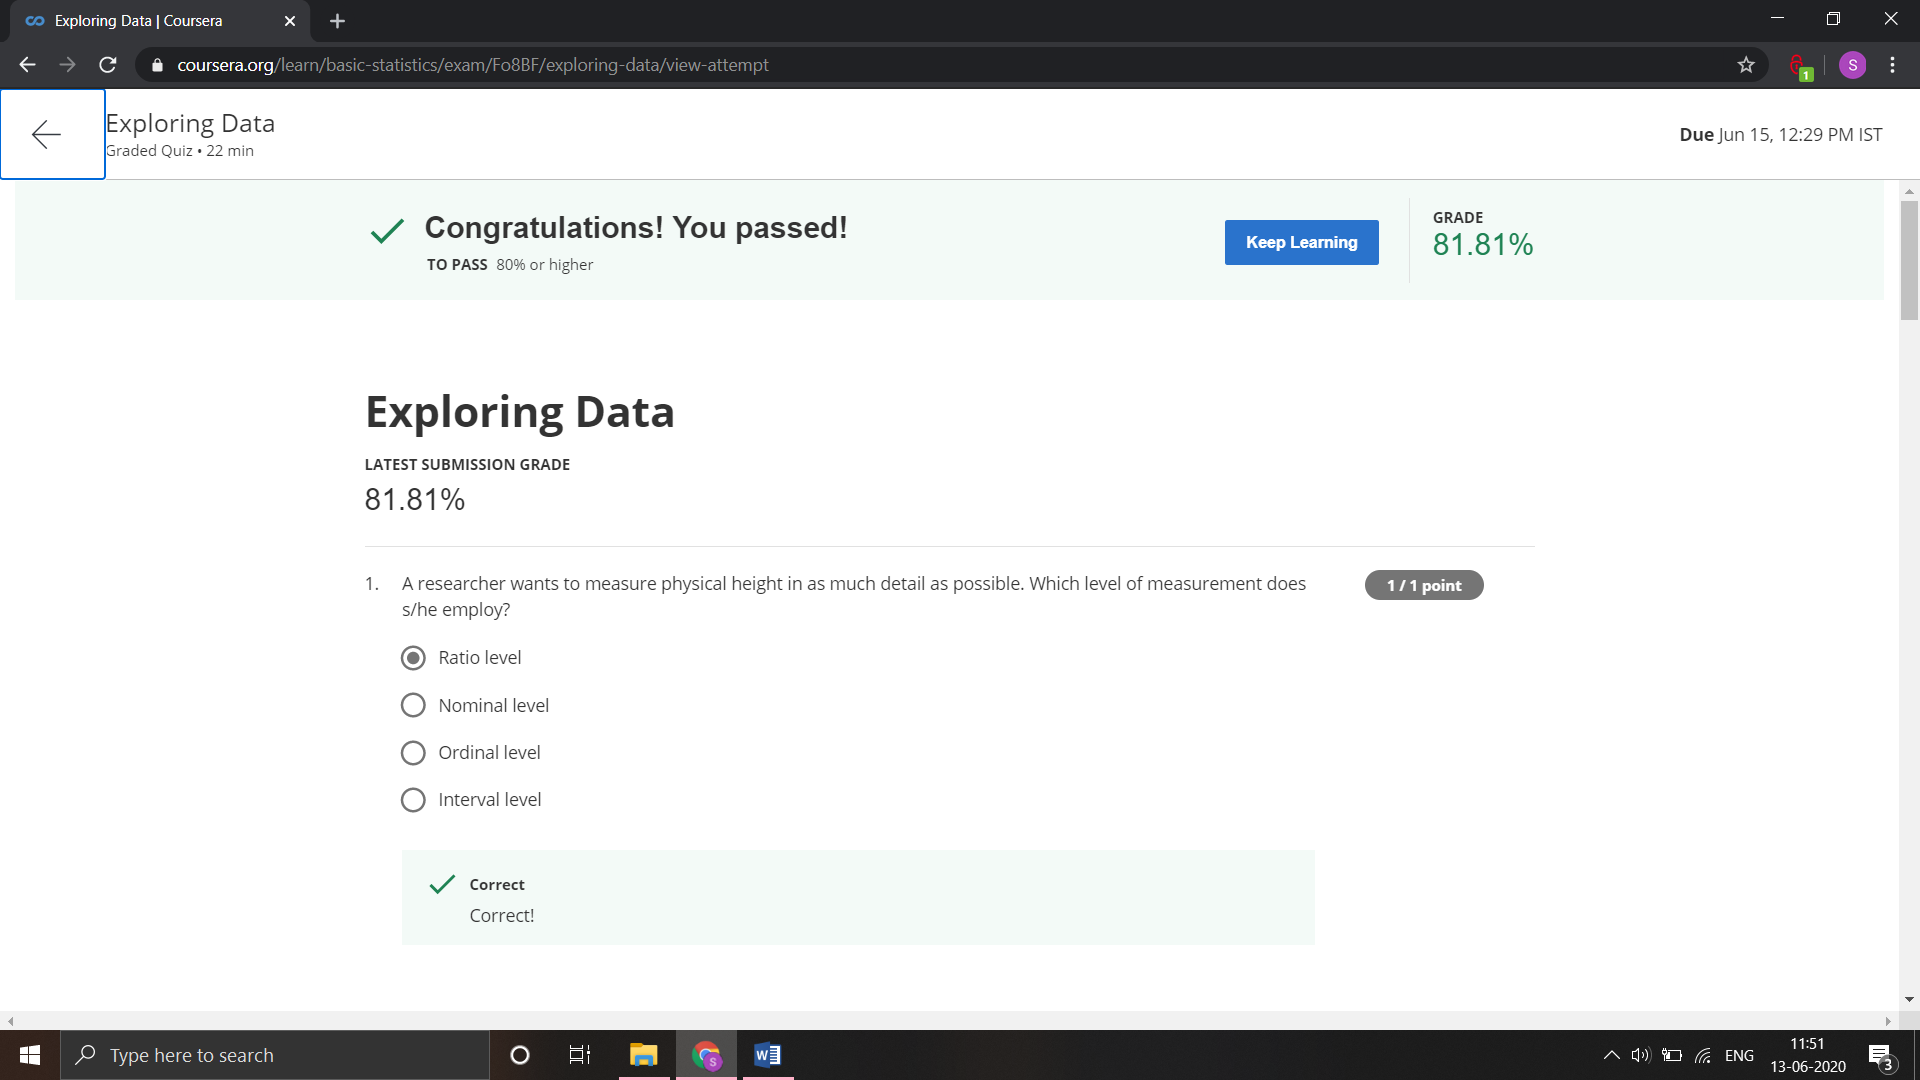 Exploring Data | Coursera
coursera.org/learn/basic-statistics/exam/Fo8BF/exploring-data/view-attempt
1
S
Exploring Data
Graded Quiz • 22 min
Due Jun 15, 12:29 PM IST
Congratulations! You passed!
TO PASS 80% or higher
Keep Learning
GRADE
81.81%
Exploring Data
LATEST SUBMISSION GRADE
81.81%
1. A researcher wants to measure physical height in as much detail as possible. Which level of measurement does
s/he employ?
1 / 1 point
Ratio level
Nominal level
Ordinal level
Interval level
Correct
Correct!
Type here to search
S
W
ENG
11:51
13-06-2020
3